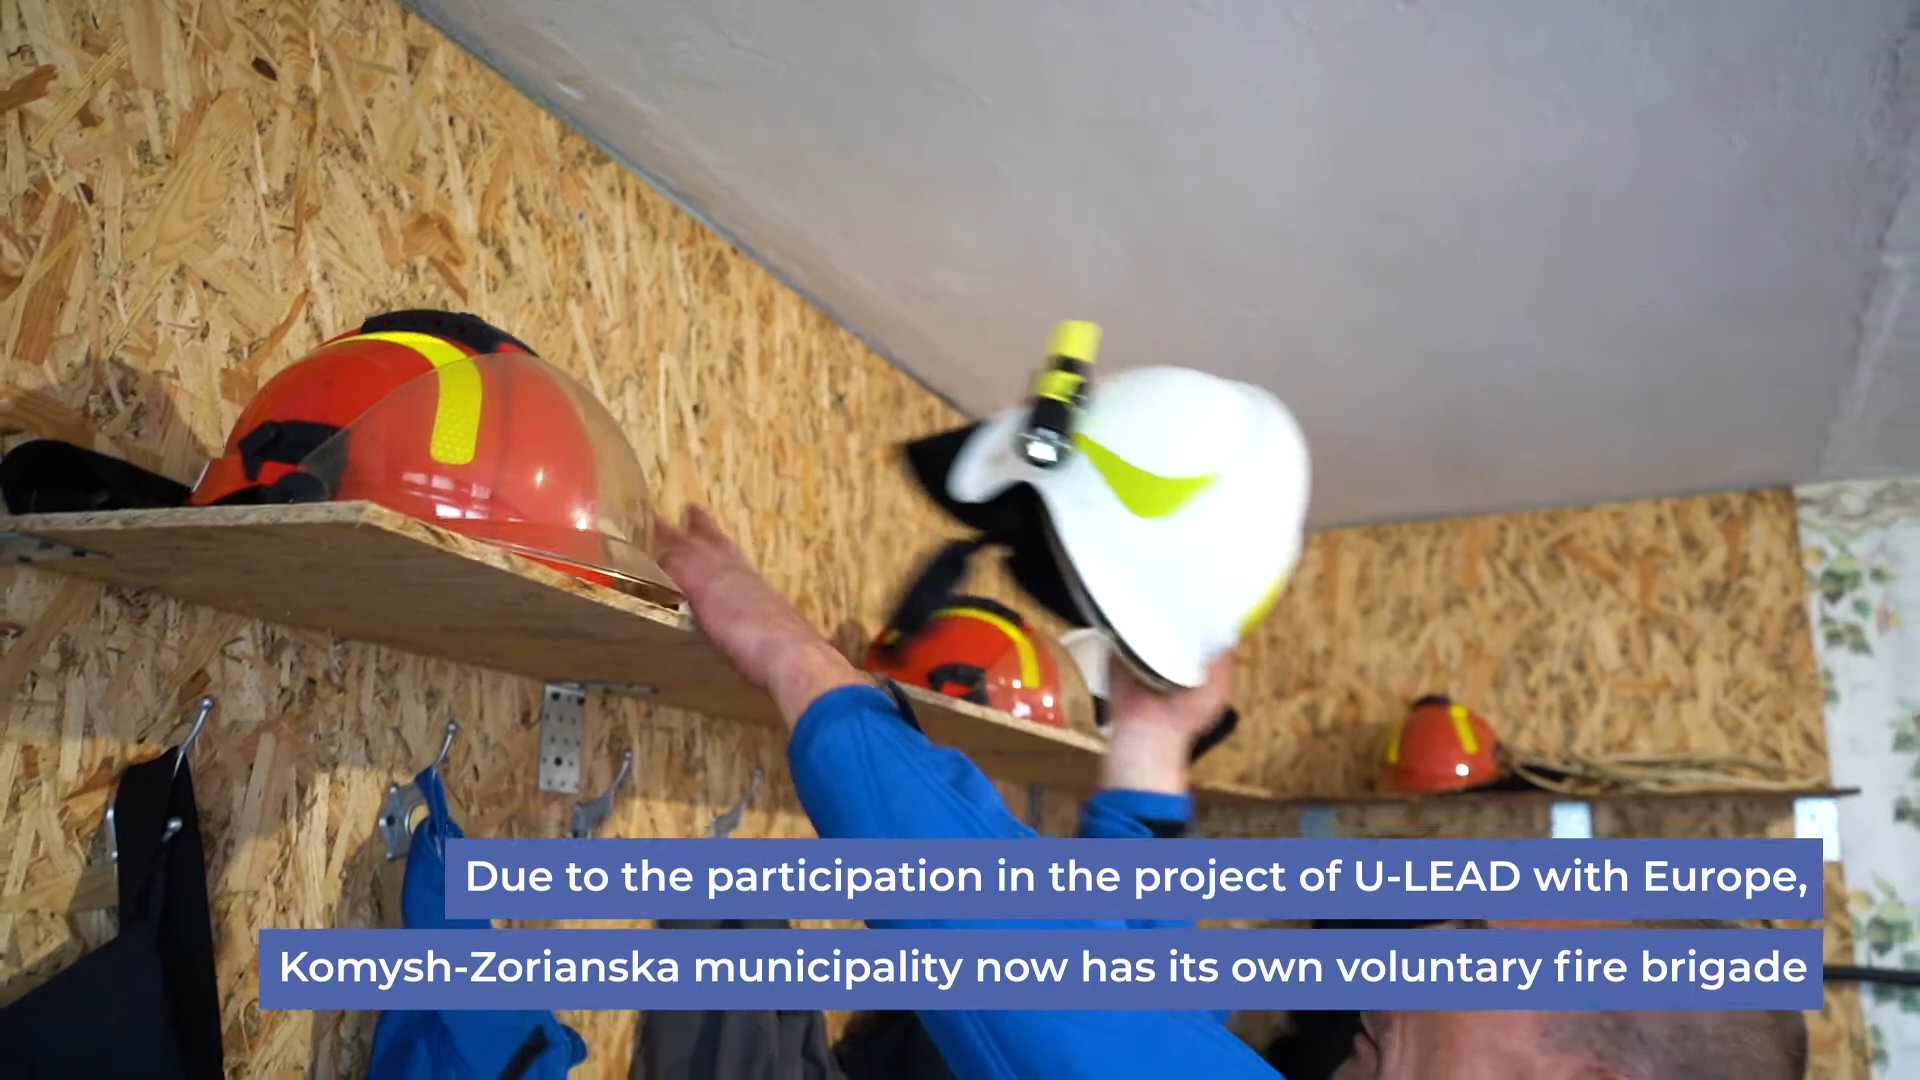 Due to the participation in the project of U-LEAD with Europe,
Komysh-Zorianska municipality now has its own voluntary fire brigade